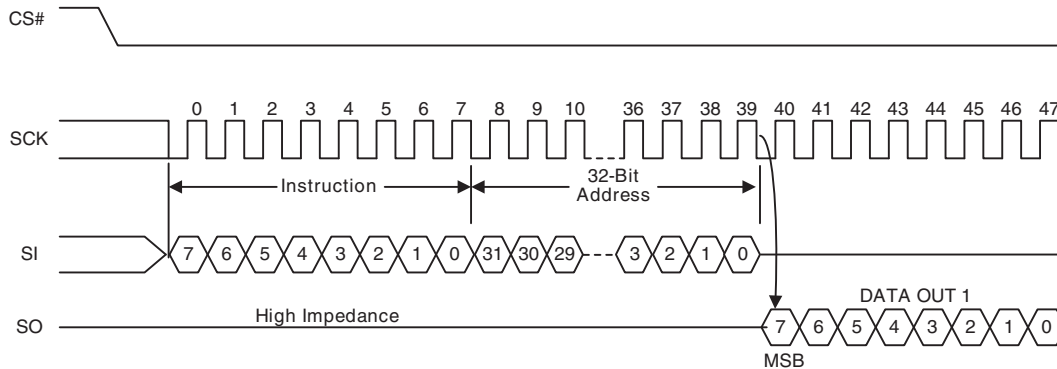 CS#
0 1 2 3 4 5 6 7 8 9 10 36 37 38 39 40 41 42 43 44 45 46 47
SCK
Instruction
32-Bit
Address
SI
7 6 5 4 3 2 1 0 31 30 29 3 2 1 0
DATA OUT 1
High Impedance
SO
7 6 5 4 3 2 1 0
MSB